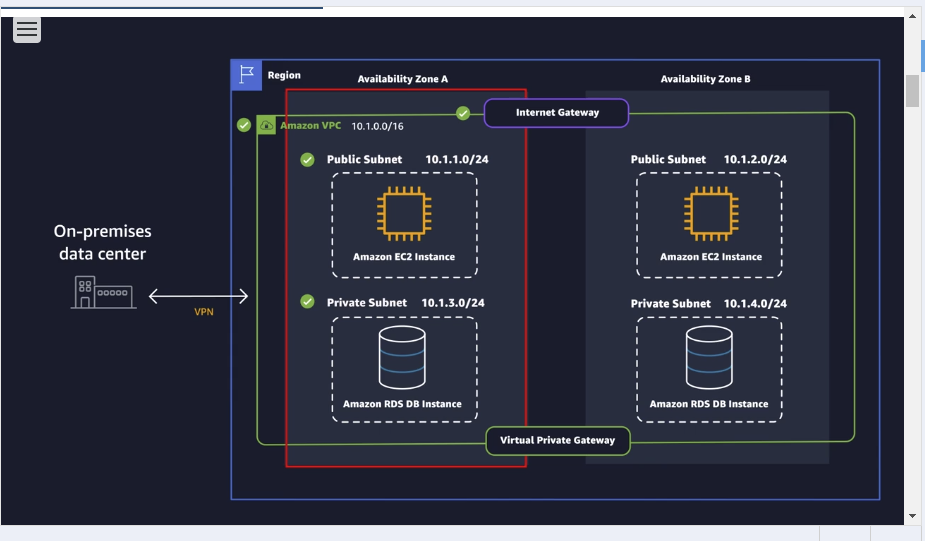 Region
Availability Zone A
Availability Zone B
Internet Gateway
Amazon VPC 10.1.0.0/16
Public Subnet 10.1.1.0/24
Public Subnet 10.1.2.0/24
Amazon EC2 Instance
Amazon EC2 Instance
On-premises
data center
VPN
Private Subnet 10.1.3.0/24
Private Subnet 10.1.4.0/24
Amazon RDS DB Instance
Amazon RDS DB Instance
Virtual Private Gateway